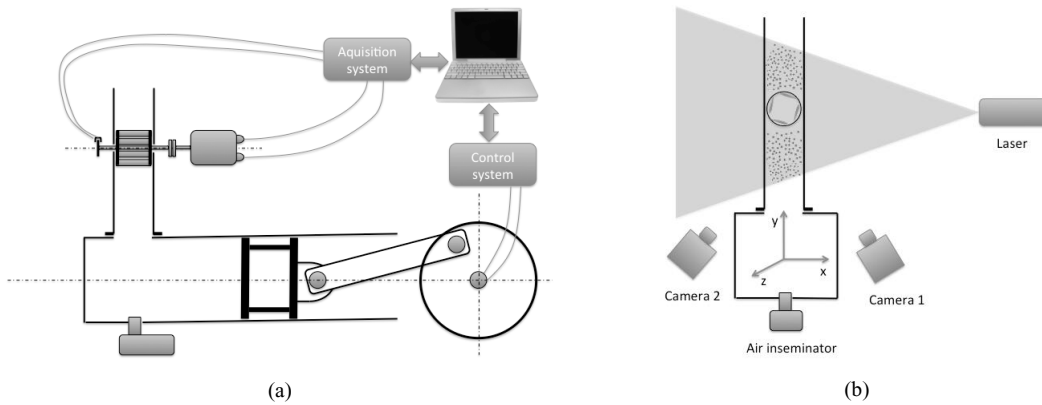 Aquisition
system
Control
system
(a)
Laser
y
x
z
Camera 2
Camera 1
Air inseminator
(b)